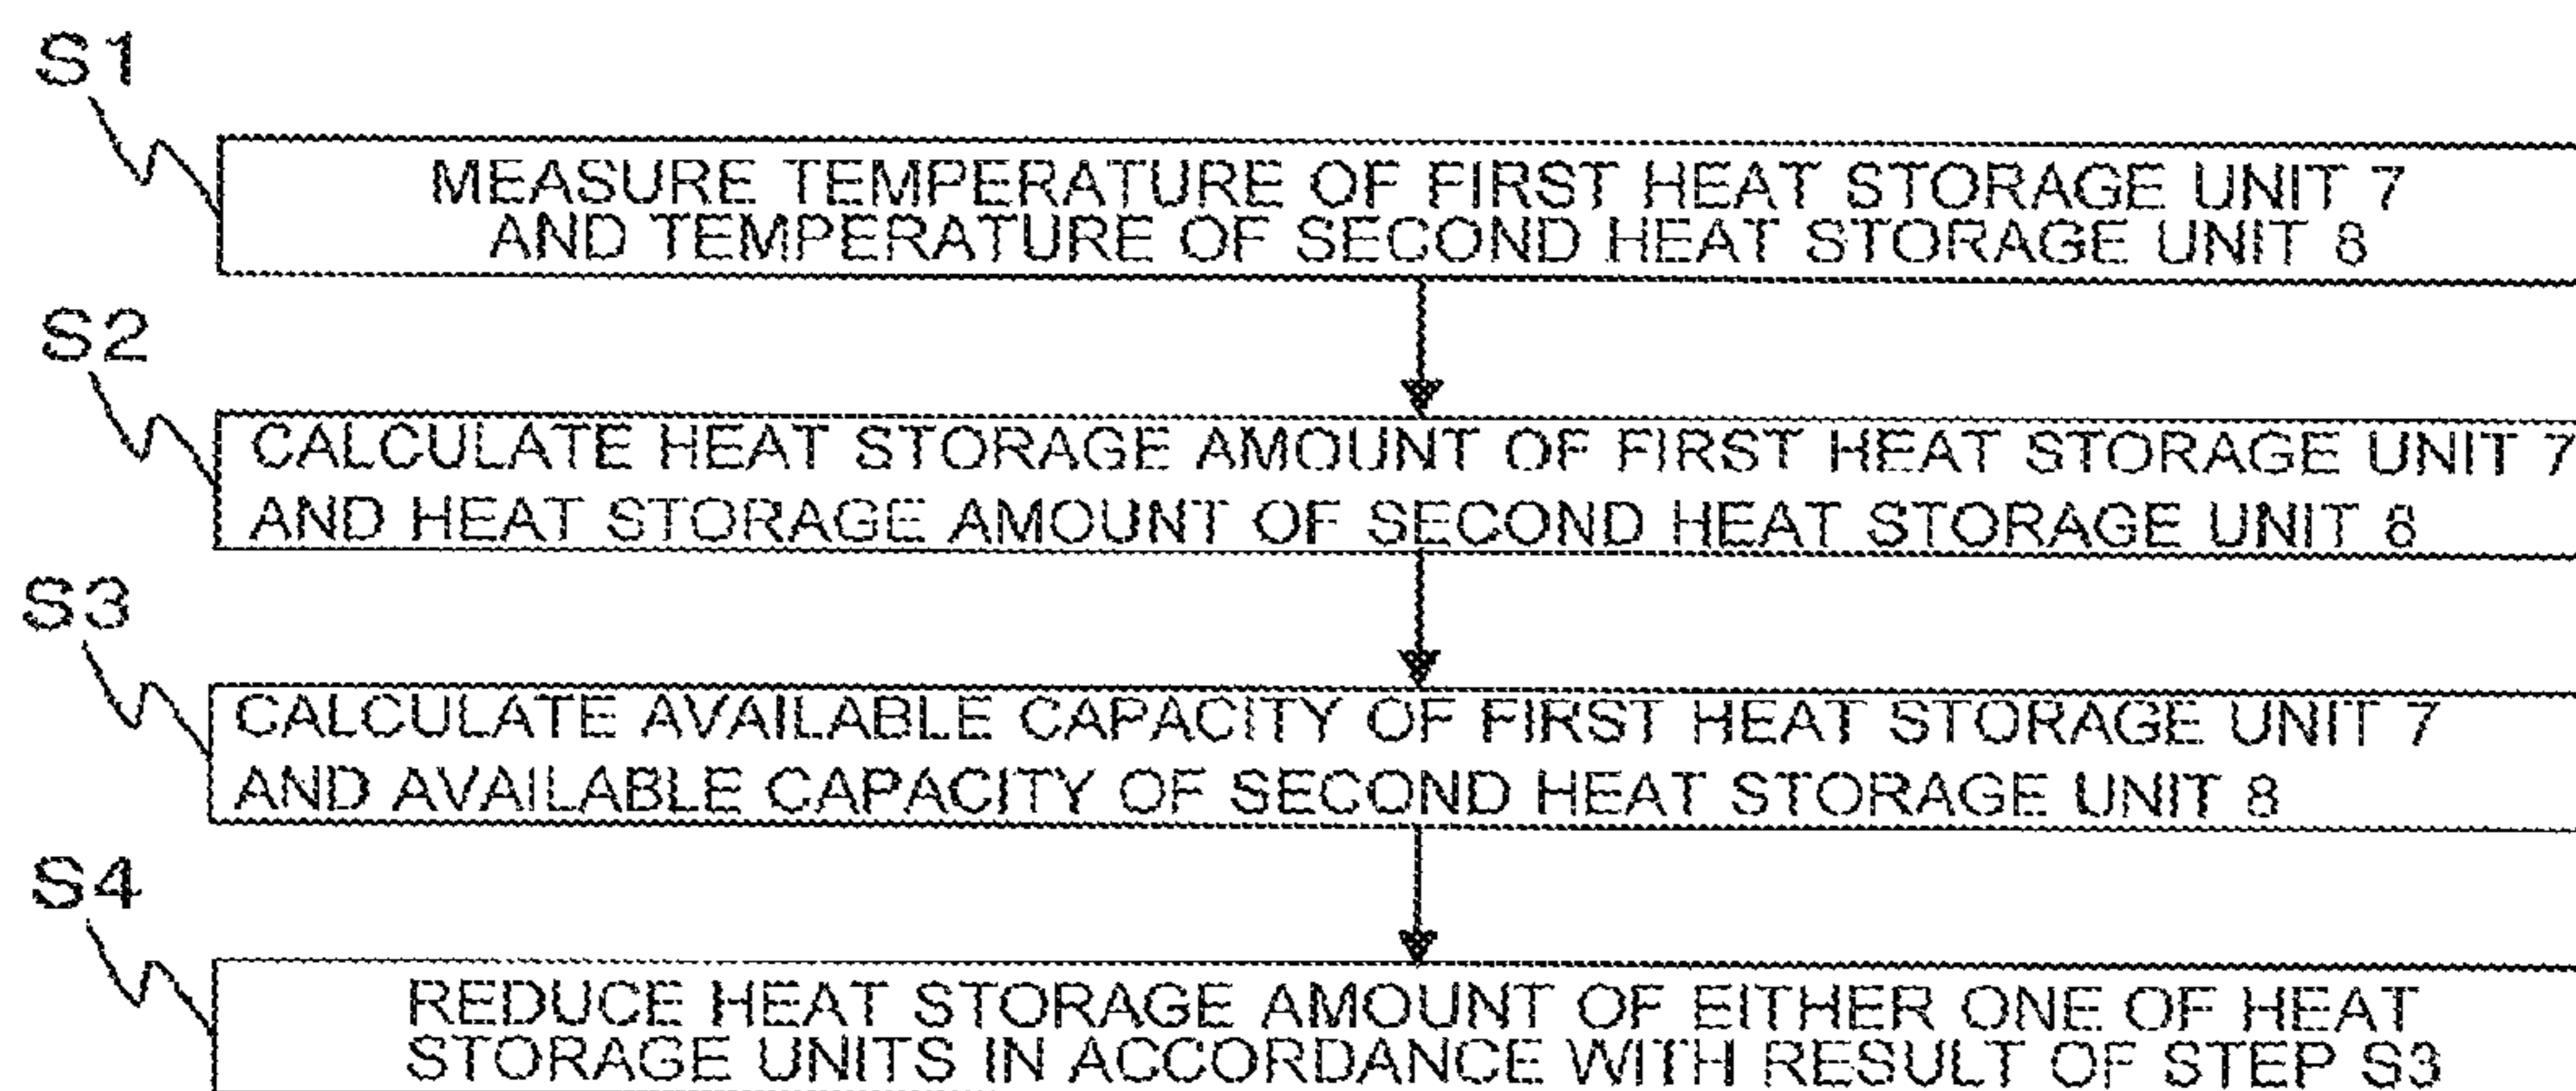 S1
MEASURE TEMPERATURE OF FIRST HEAT STORAGE UNIT 7
AND TEMPERATURE OF SECOND HEAT STORAGE UNIT 8
S2
CALCULATE HEAT STORAGE AMOUNT OF FIRST HEAT STORAGE UNIT 7
AND HEAT STORAGE AMOUNT OF SECOND HEAT STORAGE UNIT 8
S3
CALCULATE AVAILABLE CAPACITY OF FIRST HEAT STORAGE UNIT 7
AND AVAILABLE CAPACITY OF SECOND HEAT STORAGE UNIT 8
S4
REDUCE HEAT STORAGE AMOUNT OF EITHER ONE OF HEAT
STORAGE UNITS IN ACCORDANCE WITH RESULT OF STEP S3